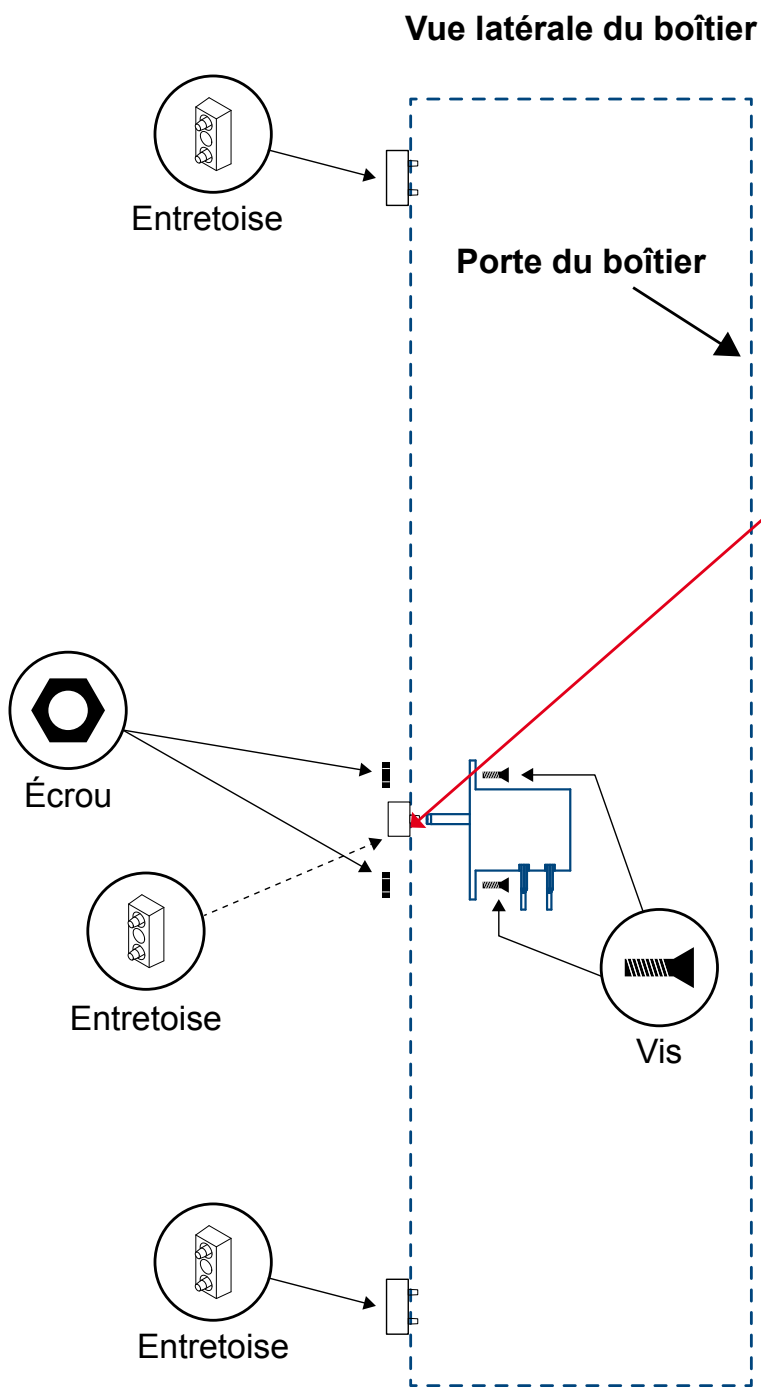 Vue latérale du boîtier
Entretoise
Porte du boîtier
Écrou
Entretoise
Vis
Entretoise